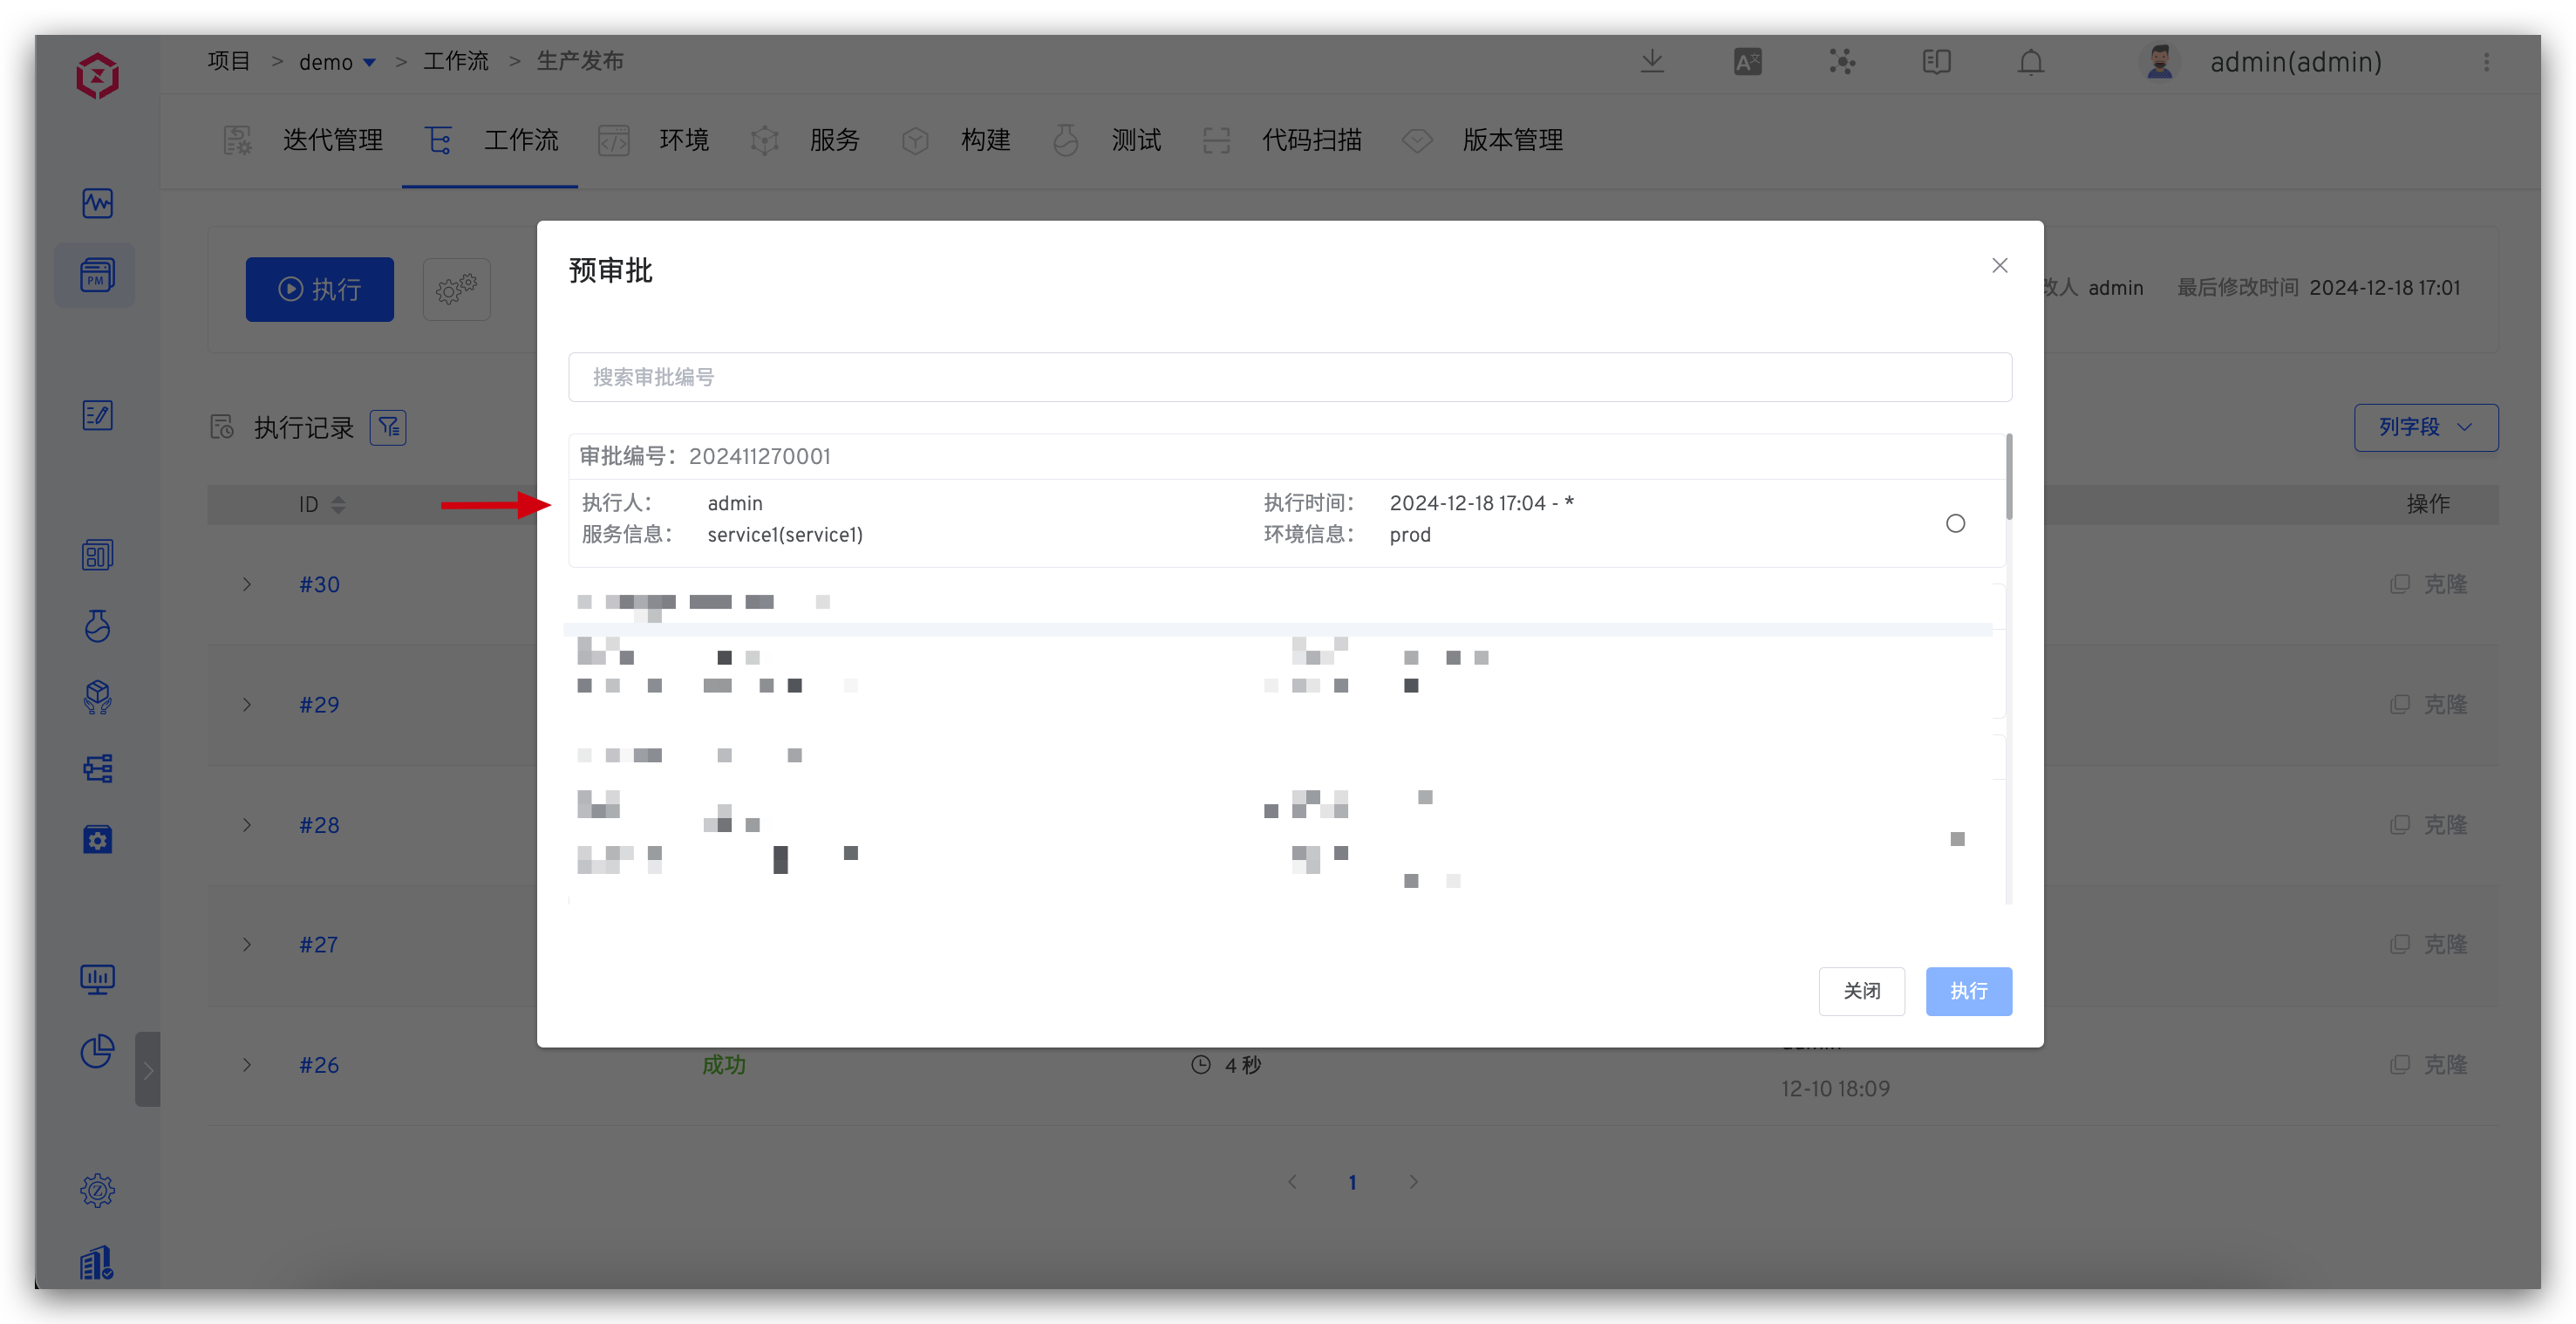 项目 > demo > 工作流 > 生产发布
admin(admin)
迭代管理 工作流 环境 服务 构建 测试 代码扫描 版本管理
PM
执行
改人 admin 最后修改时间 2024-12-18 17:01
预审批
搜索审批编号
执行记录
列字段
审批编号: 202411270001
ID
操作
执行人: admin 执行时间: 2024-12-18 17:04 - *
服务信息: service1(service1) 环境信息: prod
#30 克隆
#29 克隆
#28 克隆
#27 克隆
关闭 执行
#26 成功 4 秒 克隆
12-10 18:09
1